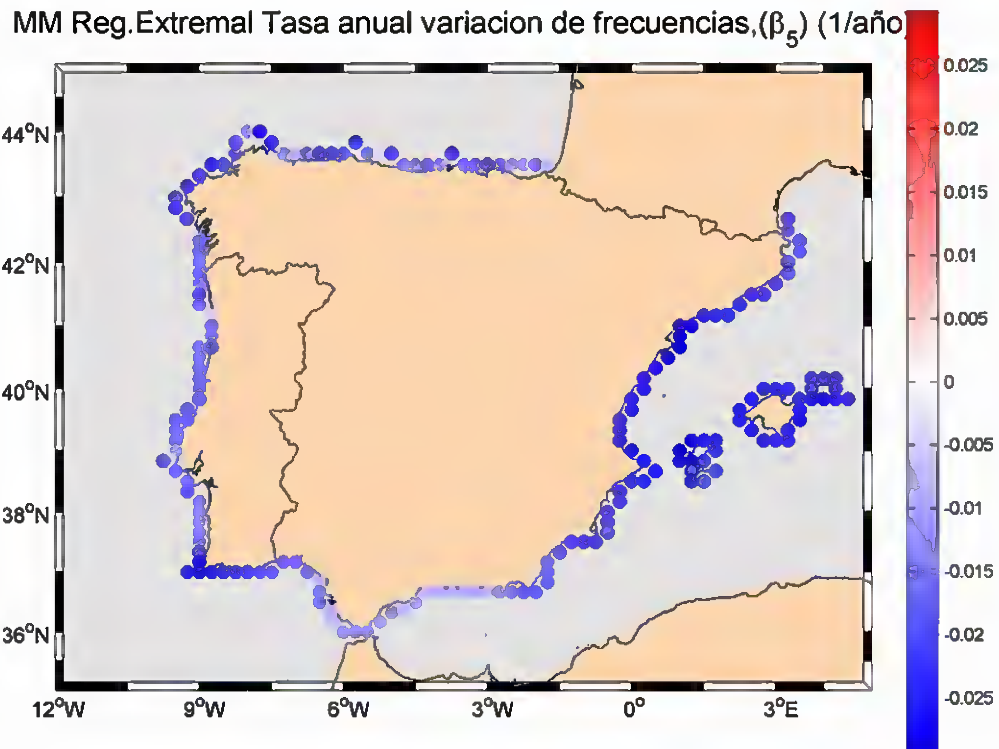 MM Reg.Extremal Tasa anual variacion de frecuencias,(β5) (1/año)
0.025
0.02
0.015
0.01
0.005
0
-0.005
-0.01
-0.015
-0.02
-0.025
44°N
42°N
40°N
38°N
36°N
12°W 9°W 6°W 3°W 0° 3°E